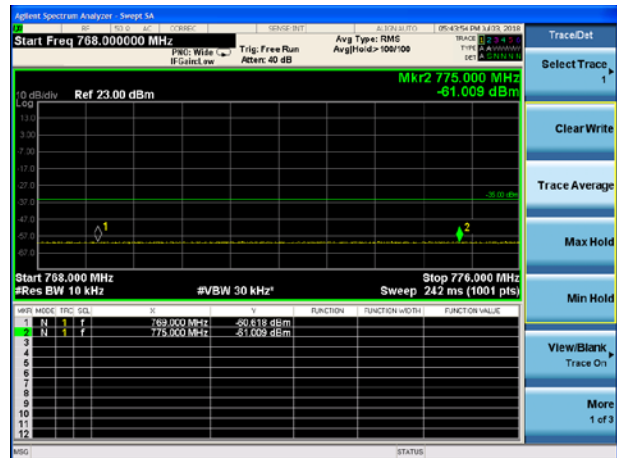 Agilent Spectrum Analyzer - Swept SA
RF 50 Ω AC CORREC SENSE:INT ALIGN AUTO 05:43:54 PM Jul 03, 2018
Start Freq 768.000000 MHz
PNO: Wide Trig: Free Run Avg Type: RMS TRACE 1 2 3 4 5 6
IFGain:Low Atten: 40 dB Avg|Hold:>100/100 TYPE
DET
Mkr2 775.000 MHz
10 dB/div Ref 23.00 dBm -61.009 dBm
Log
13.0
3.00
-7.00
-17.0
-27.0
-35.00 dBm
-37.0
-47.0
1 2
-57.0
-67.0
Start 768.000 MHz Stop 776.000 MHz
#Res BW 10 kHz #VBW 30 kHz* Sweep 242 ms (1001 pts)
MKR MODE TRC SCL X Y FUNCTION FUNCTION WIDTH FUNCTION VALUE
1 N 1 f 769.000 MHz -60.618 dBm
2 N 1 f 775.000 MHz -61.009 dBm
3
4
5
6
7
8
9
10
11
12
MSG STATUS
Trace/Det
Select Trace
1
Clear Write
Trace Average
Max Hold
Min Hold
View/Blank
Trace On
More
1 of 3